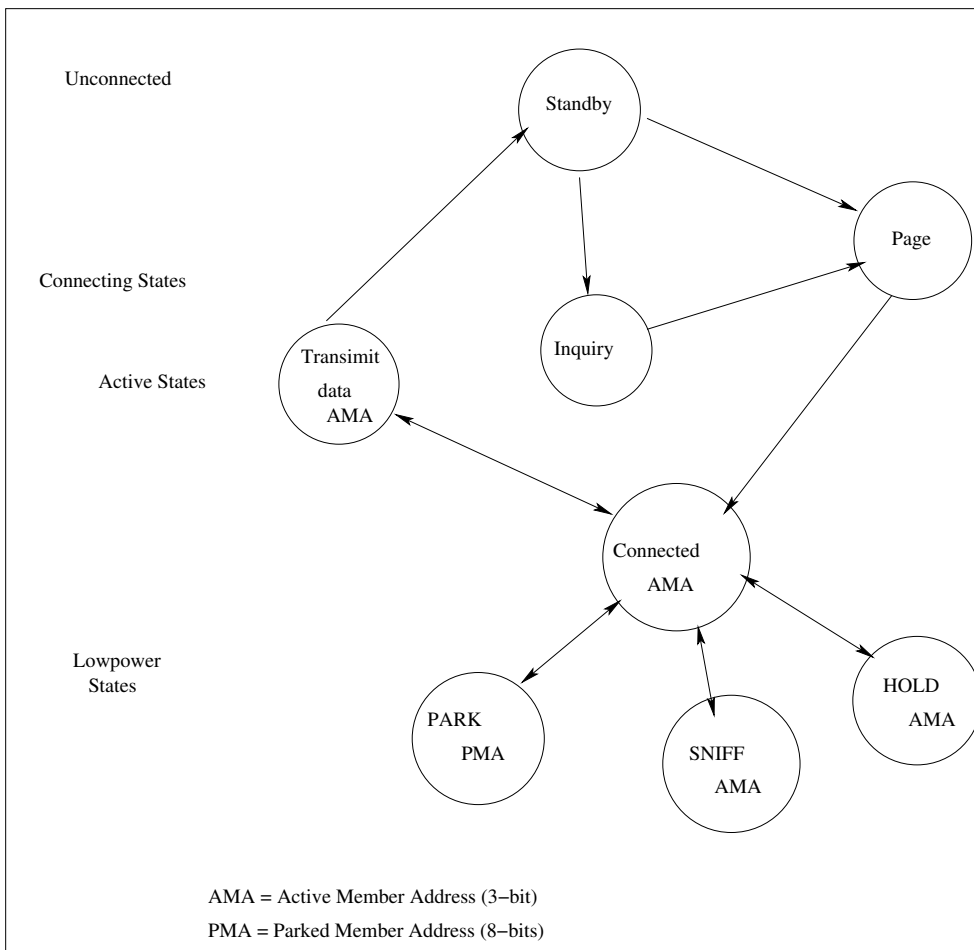 Unconnected
Standby
Page
Connecting States
Inquiry
Transimit
data
AMA
Active States
Connected
AMA
Lowpower
States
PARK
PMA
SNIFF
AMA
HOLD
AMA
AMA = Active Member Address (3−bit)
PMA = Parked Member Address (8−bits)